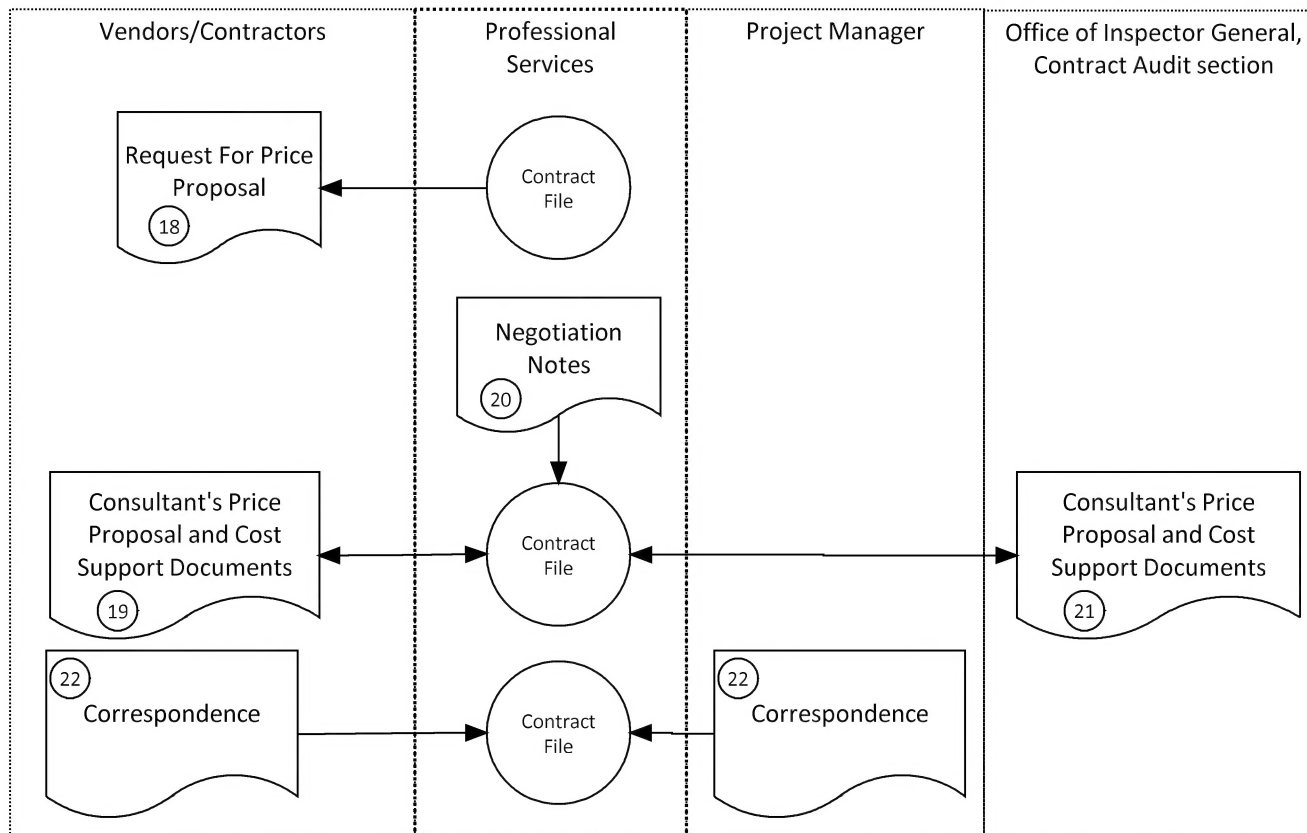 Vendors/Contractors
Professional
Services
Project Manager
Office of Inspector General,
Contract Audit section
Request For Price
Proposal
18
Contract
File
Negotiation
Notes
20
Consultant's Price
Proposal and Cost
Support Documents
19
Contract
File
Consultant's Price
Proposal and Cost
Support Documents
21
22
Correspondence
Contract
File
22
Correspondence